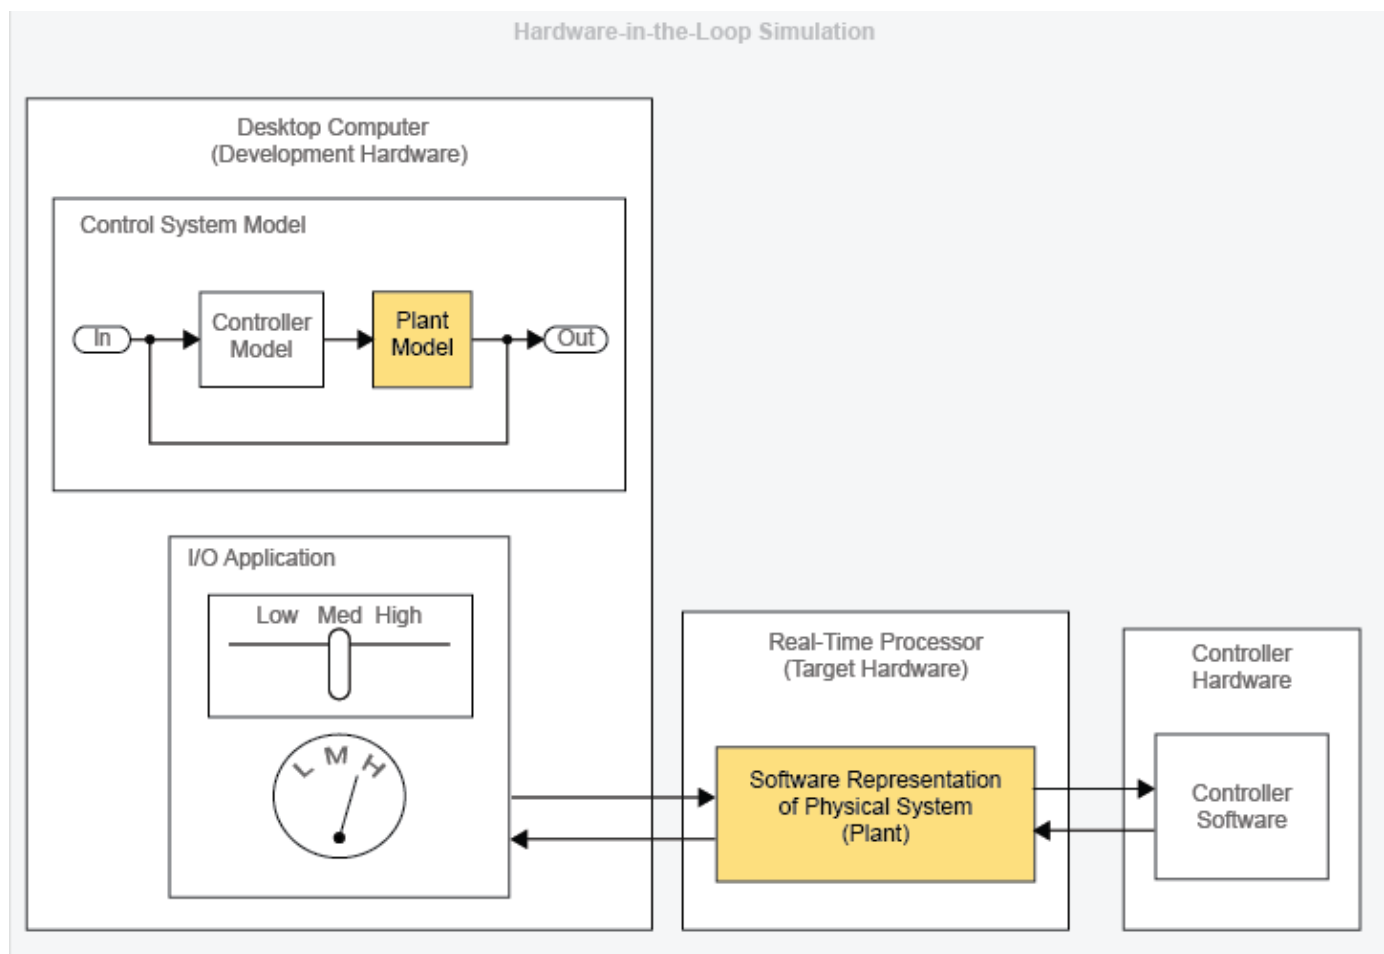 Hardware-in-the-Loop Simulation
Desktop Computer
(Development Hardware)
Control System Model
In
Controller
Model
Plant
Model
Out
I/O Application
Low Med High
L M H
Real-Time Processor
(Target Hardware)
Software Representation
of Physical System
(Plant)
Controller
Hardware
Controller
Software